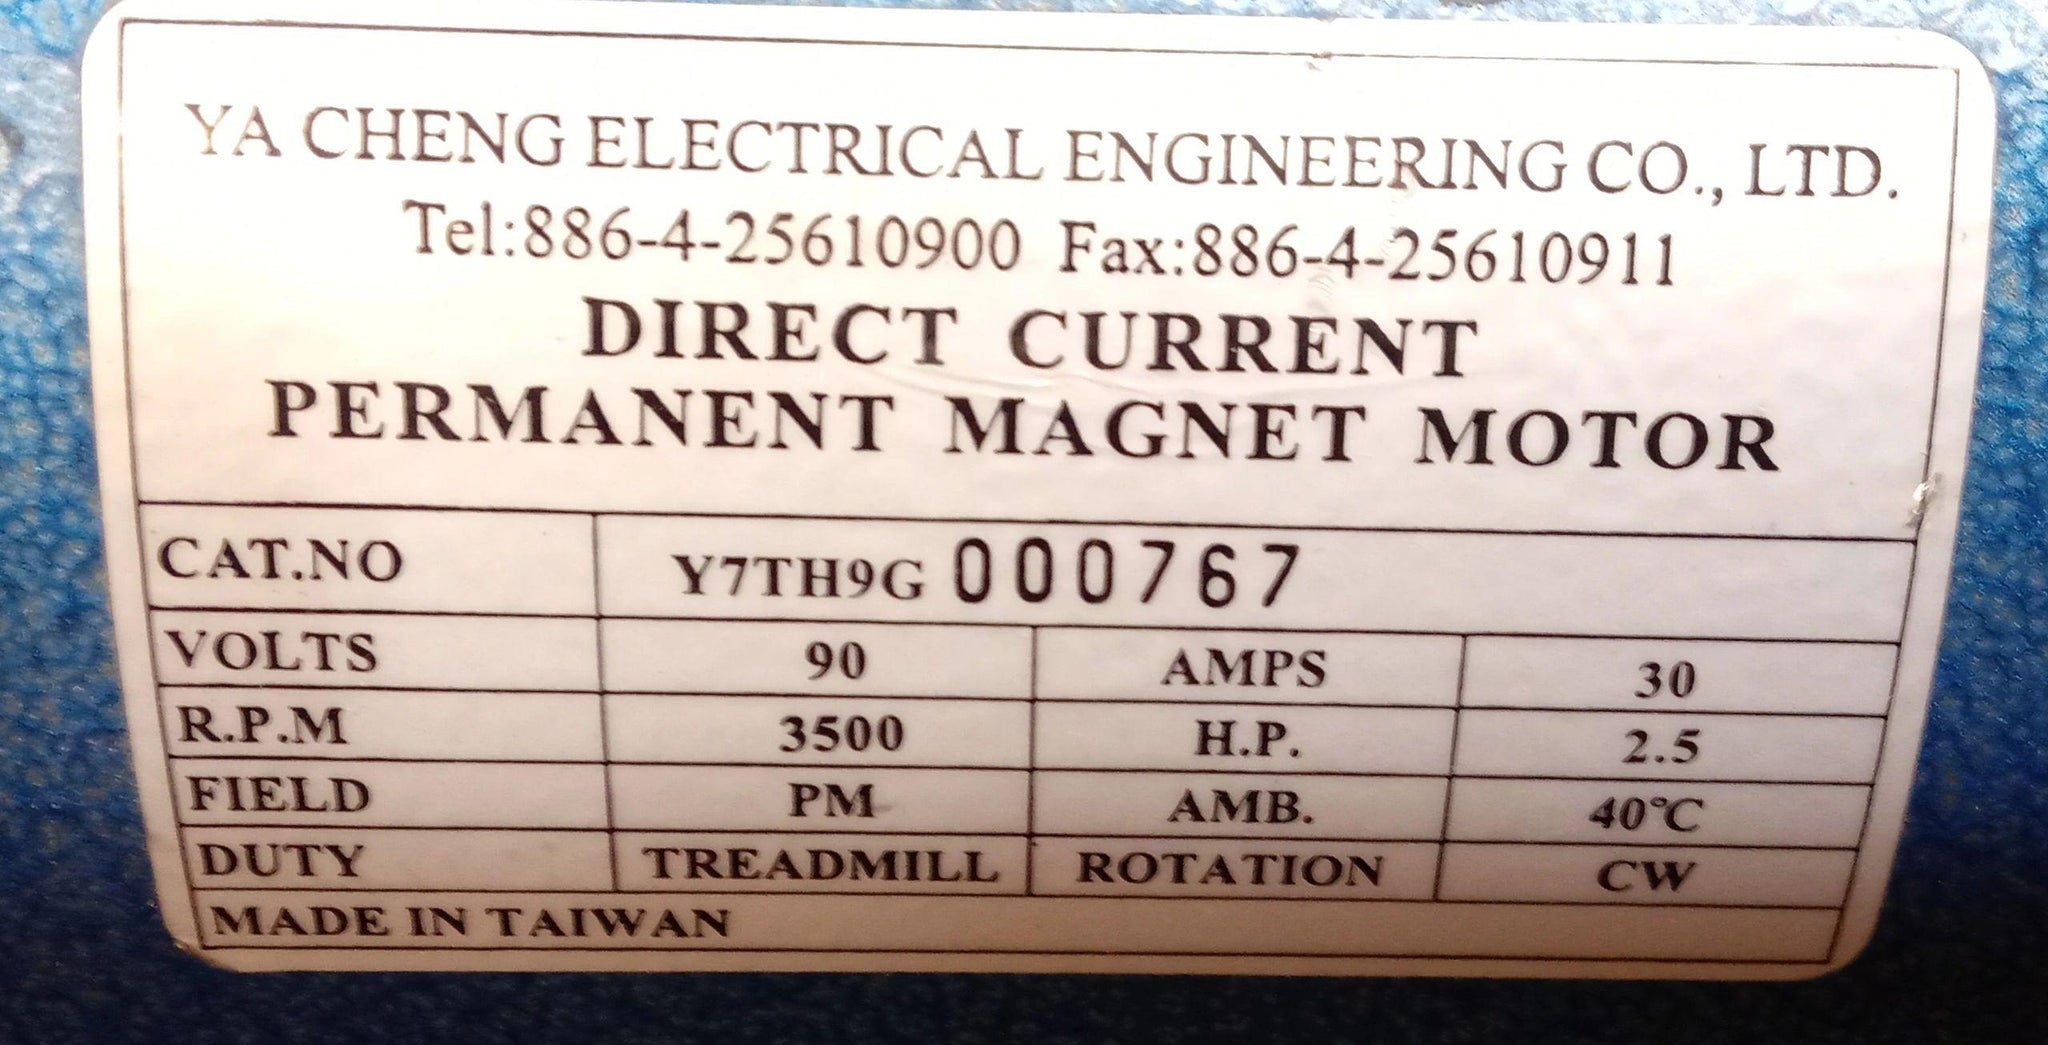 YA CHENG ELECTRICAL ENGINEERING CO., LTD.
Tel:886-4-25610900 Fax:886-4-25610911
DIRECT CURRENT
PERMANENT MAGNET MOTOR
CAT.NO Y7TH9G 000767
VOLTS 90 AMPS 30
R.P.M 3500 H.P. 2.5
FIELD PM AMB. 40°C
DUTY TREADMILL ROTATION CW
MADE IN TAIWAN